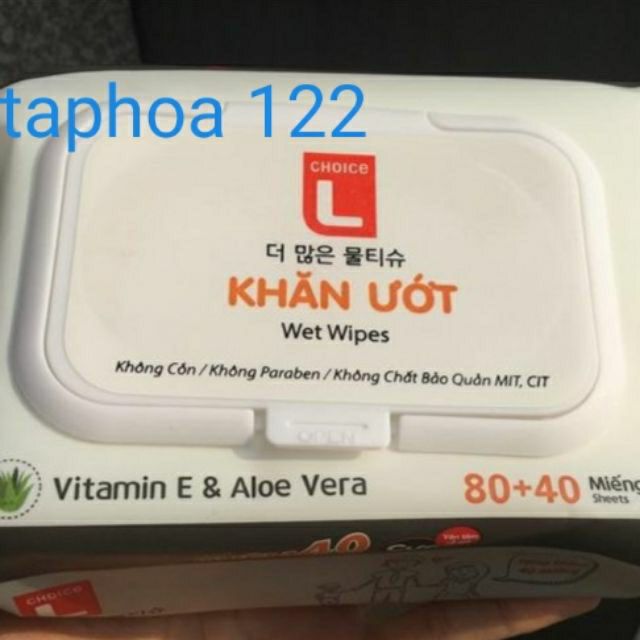 taphoa 122
CHOICE
L
더 많은 물티슈
KHĂN ƯỚT
Wet Wipes
Không Cồn / Không Paraben / Không Chất Bảo Quản MIT, CIT
OPEN
Vitamin E & Aloe Vera
80+40 Miếng
Sheets
40
CHOICE
L